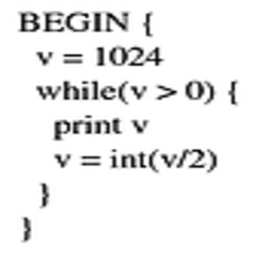 BEGIN {
v = 1024
while(v > 0) {
print v
v = int(v/2)
}
}